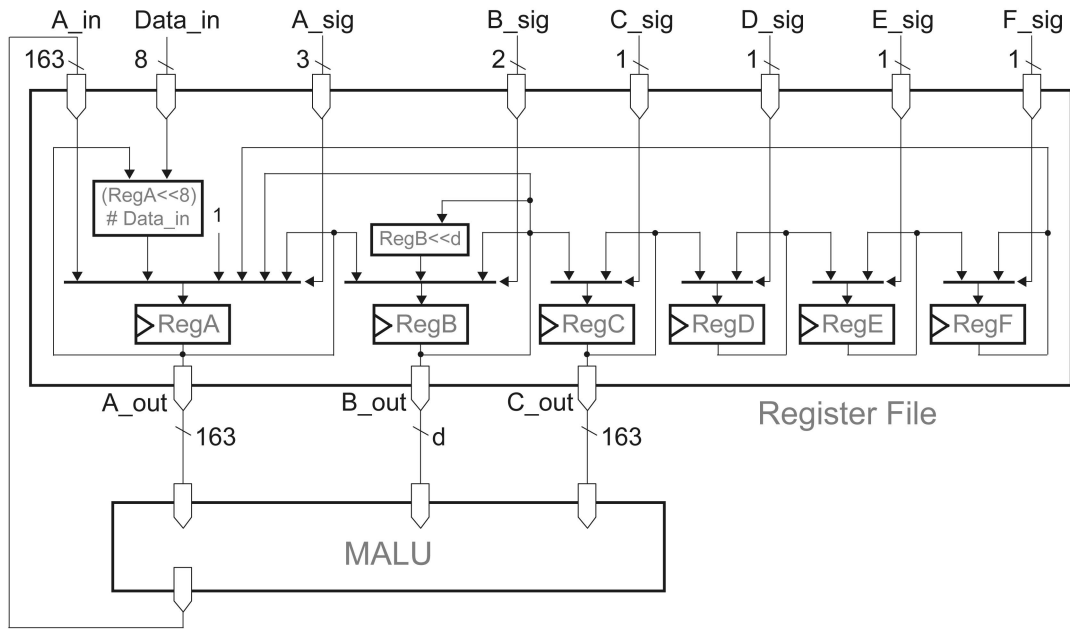 A_in Data_in A_sig B_sig C_sig D_sig E_sig F_sig
163 8 3 2 1 1 1 1
(RegA<<8)
# Data_in
1
RegB<<d
RegA RegB RegC RegD RegE RegF
A_out B_out C_out
Register File
163 d 163
MALU